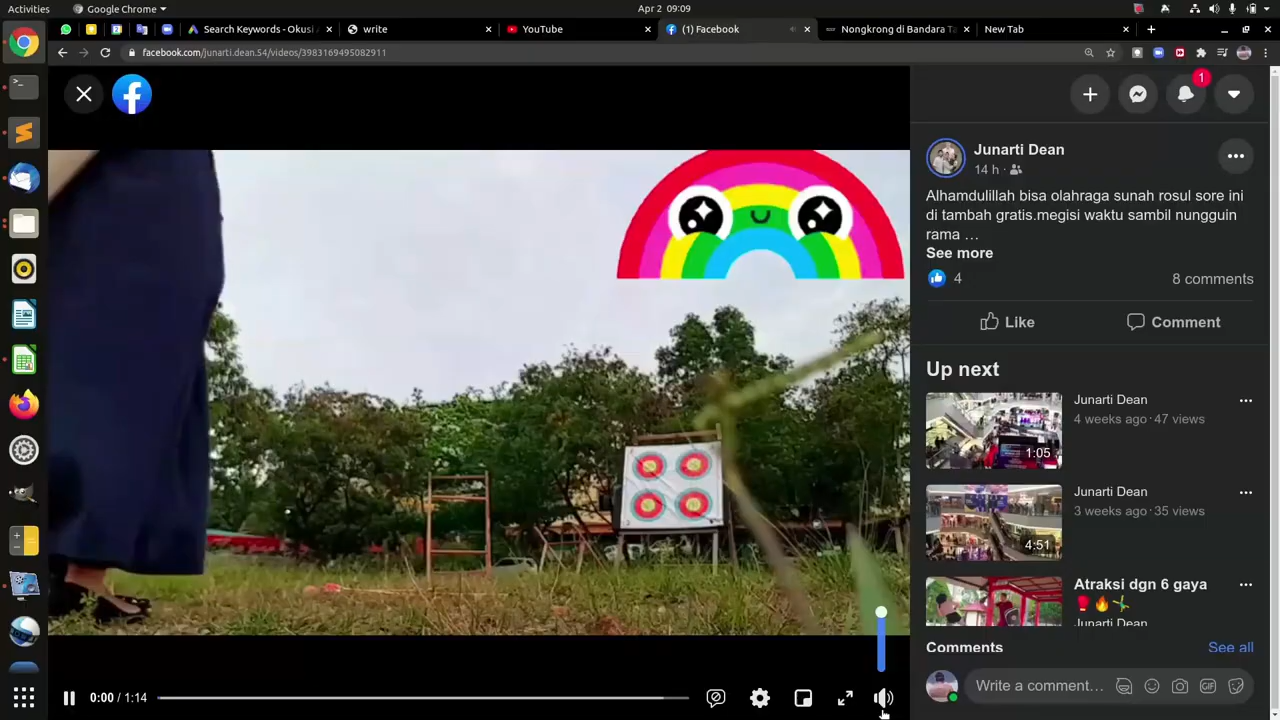 Activities
Google Chrome
Apr 2 09:09
Search Keywords - Okusi
write
YouTube
(1) Facebook
Nongkrong di Bandara Ta
New Tab
facebook.com/junarti.dean.54/videos/3983169495082911
1
Junarti Dean
14 h ·
Alhamdulillah bisa olahraga sunah rosul sore ini
di tambah gratis.megisi waktu sambil nungguin
rama ...
See more
4
8 comments
Like
Comment
Up next
Junarti Dean
4 weeks ago · 47 views
1:05
Junarti Dean
3 weeks ago · 35 views
4:51
Atraksi dgn 6 gaya
Junarti Dean
Comments
See all
Write a comment...
GIF
0:00 / 1:14